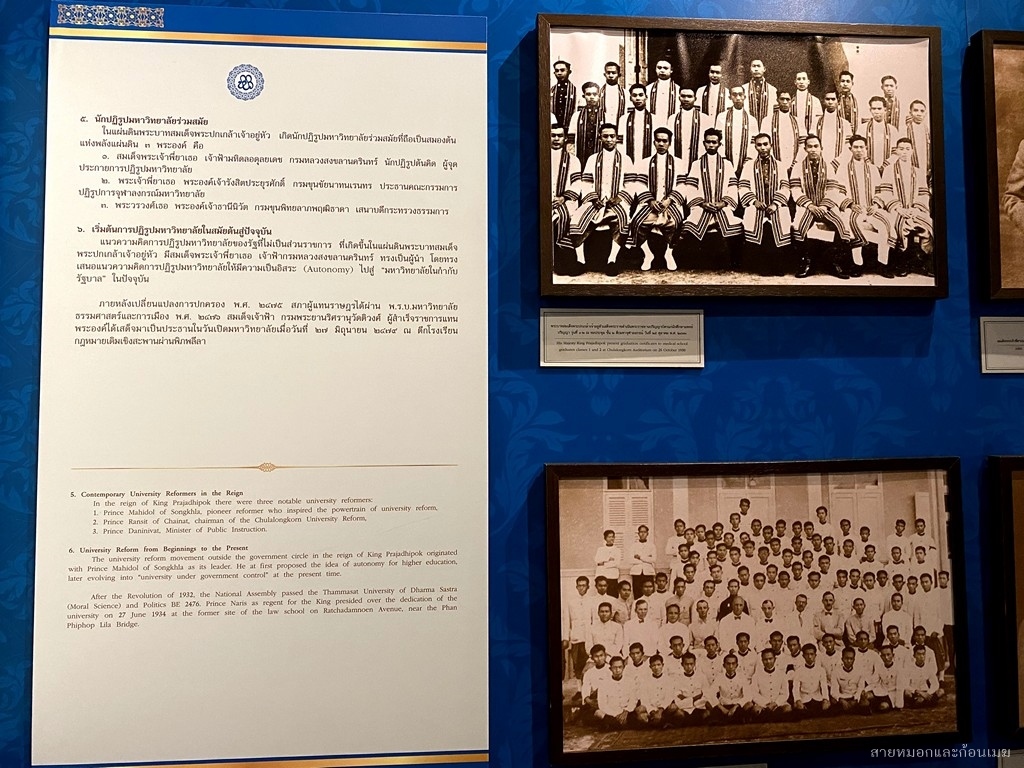 ๕. นักปฏิรูปมหาวิทยาลัยร่วมสมัย
ในแผ่นดินพระบาทสมเด็จพระปกเกล้าเจ้าอยู่หัว เกิดนักปฏิรูปมหาวิทยาลัยร่วมสมัยที่ถือเป็นสมองต้น
แห่งพลังแผ่นดิน ๓ พระองค์ คือ
๑. สมเด็จพระเจ้าพี่ยาเธอ เจ้าฟ้ามหิดลอดุลยเดช กรมหลวงสงขลานครินทร์ นักปฏิรูปต้นคิด ผู้จุด
ประกายการปฏิรูปมหาวิทยาลัย
๒. พระเจ้าพี่ยาเธอ พระองค์เจ้ารังสิตประยุรศักดิ์ กรมขุนชัยนาทนเรนทร ประธานคณะกรรมการ
ปฏิรูปการจุฬาลงกรณ์มหาวิทยาลัย
๓. พระวรวงศ์เธอ พระองค์เจ้าธานีนิวัต กรมขุนพิทยลาภพฤฒิธาดา เสนาบดีกระทรวงธรรมการ
๖. เริ่มต้นการปฏิรูปมหาวิทยาลัยในสมัยต้นสู่ปัจจุบัน
แนวความคิดการปฏิรูปมหาวิทยาลัยของรัฐที่ไม่เป็นส่วนราชการ ที่เกิดขึ้นในแผ่นดินพระบาทสมเด็จ
พระปกเกล้าเจ้าอยู่หัว มีสมเด็จพระเจ้าพี่ยาเธอ เจ้าฟ้ากรมหลวงสงขลานครินทร์ ทรงเป็นผู้นำ โดยทรง
เสนอแนวความคิดการปฏิรูปมหาวิทยาลัยให้มีความเป็นอิสระ (Autonomy) ไปสู่ "มหาวิทยาลัยในกำกับ
รัฐบาล" ในปัจจุบัน
ภายหลังเปลี่ยนแปลงการปกครอง พ.ศ. ๒๔๗๕ สภาผู้แทนราษฎรได้ผ่าน พ.ร.บ.มหาวิทยาลัย
ธรรมศาสตร์และการเมือง พ.ศ. ๒๔๗๖ สมเด็จเจ้าฟ้า กรมพระยานริศรานุวัดติวงศ์ ผู้สำเร็จราชการแทน
พระองค์ได้เสด็จมาเป็นประธานในวันเปิดมหาวิทยาลัยเมื่อวันที่ ๒๗ มิถุนายน ๒๔๗๗ ณ ตึกโรงเรียน
กฎหมายเดิมเชิงสะพานผ่านพิภพลีลา
5. Contemporary University Reformers in the Reign
In the reign of King Prajadhipok there were three notable university reformers:
1. Prince Mahidol of Songkhla, pioneer reformer who inspired the powertrain of university reform,
2. Prince Ransit of Chainat, chairman of the Chulalongkorn University Reform,
3. Prince Daninivat, Minister of Public Instruction.
6. University Reform from Beginnings to the Present
The university reform movement outside the government circle in the reign of King Prajadhipok originated
with Prince Mahidol of Songkhla as its leader. He at first proposed the idea of autonomy for higher education,
later evolving into "university under government control" at the present time.
After the Revolution of 1932, the National Assembly passed the Thammasat University of Dharma Sastra
(Moral Science) and Politics BE 2476. Prince Naris as regent for the King presided over the dedication of the
university on 27 June 1934 at the former site of the law school on Ratchadamnoen Avenue, near the Phan
Phiphop Lila Bridge.
His Majesty King Prajadhipok present graduation certificates to medical school
graduates classes 1 and 2 at Chulalongkorn Auditorium on 25 October 1930
สายหมอกและก้อนเมฆ